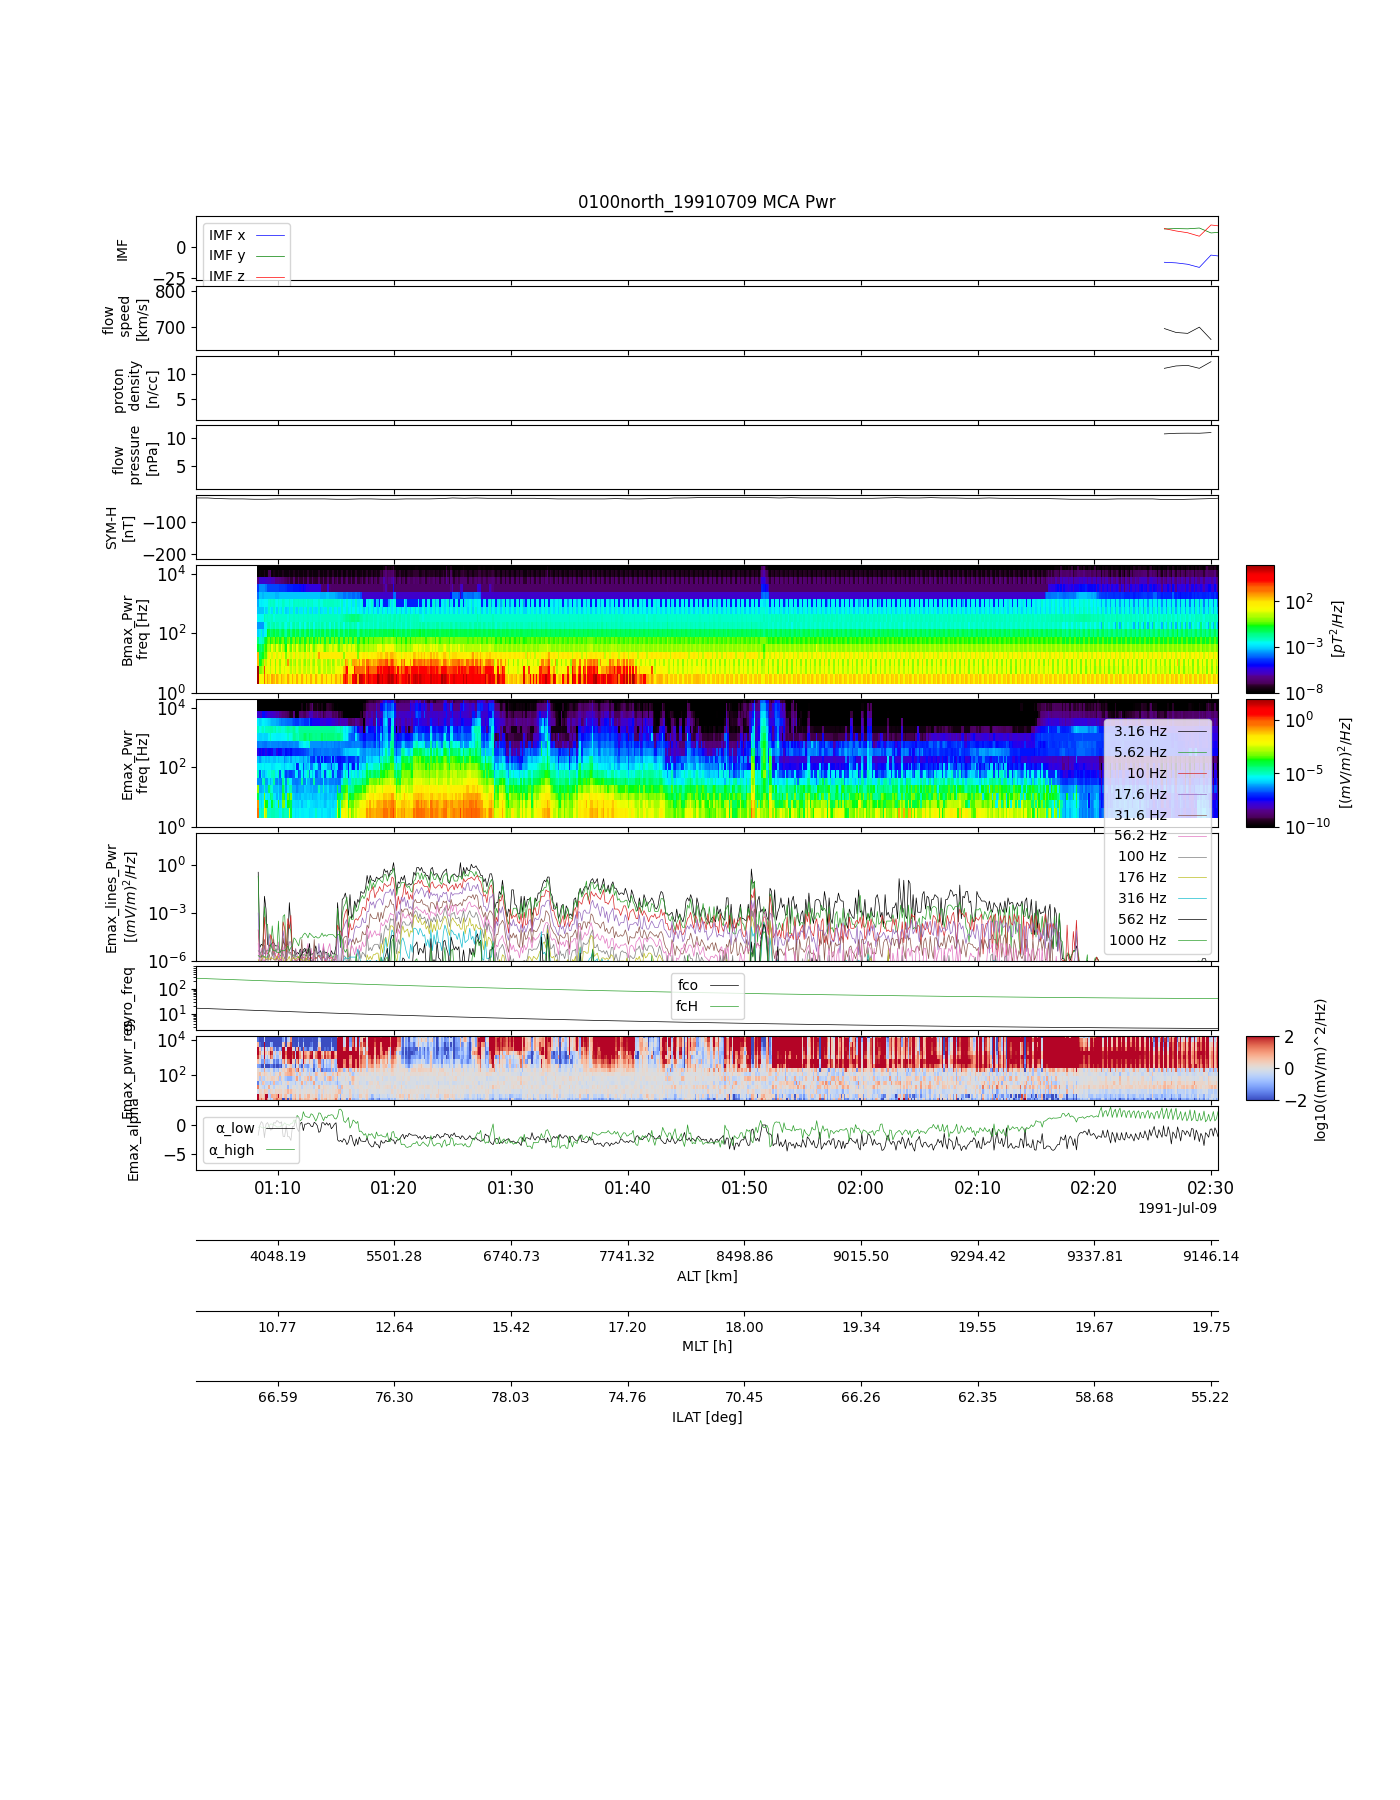 0100north_19910709 MCA Pwr
IMF
0
−25
IMF x
IMF y
IMF z
flow
speed
[km/s]
800
700
proton
density
[n/cc]
10
5
flow
pressure
[nPa]
10
5
SYM-H
[nT]
−100
−200
Bmax_Pwr
freq [Hz]
10^4
10^2
10^0
10^2
10^−3
10^−8
[pT^2/Hz]
Emax_Pwr
freq [Hz]
10^4
10^2
10^0
10^0
10^−5
10^−10
[(mV/m)^2/Hz]
3.16 Hz
5.62 Hz
10 Hz
17.6 Hz
31.6 Hz
56.2 Hz
100 Hz
176 Hz
316 Hz
562 Hz
1000 Hz
Emax_lines_Pwr
[(mV/m)^2/Hz]
10^0
10^−3
10^−6
10^2
10^1
fco
fcH
10^4
10^2
2
0
−2
log10((mV/m)^2/Hz)
Emax_alpha
0
−5
α_low
α_high
01:10 01:20 01:30 01:40 01:50 02:00 02:10 02:20 02:30
1991-Jul-09
4048.19 5501.28 6740.73 7741.32 8498.86 9015.50 9294.42 9337.81 9146.14
ALT [km]
10.77 12.64 15.42 17.20 18.00 19.34 19.55 19.67 19.75
MLT [h]
66.59 76.30 78.03 74.76 70.45 66.26 62.35 58.68 55.22
ILAT [deg]